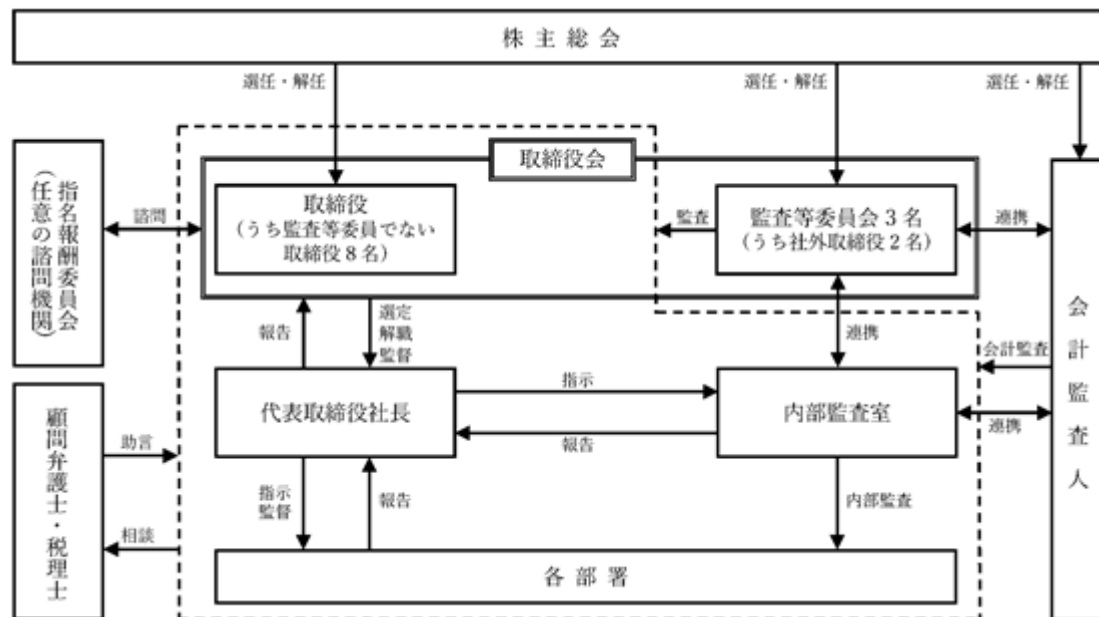 株主総会
選任・解任
選任・解任
選任・解任
取締役会
指名報酬委員会
(任意の諮問機関)
諮問
取締役
(うち監査等委員でない
取締役8名)
監査
監査等委員会3名
(うち社外取締役2名)
連携
会計監査人
報告
選定
解職
監督
連携
会計監査
代表取締役社長
指示
報告
内部監査室
連携
顧問弁護士・税理士
助言
相談
指示
監督
報告
内部監査
各部署